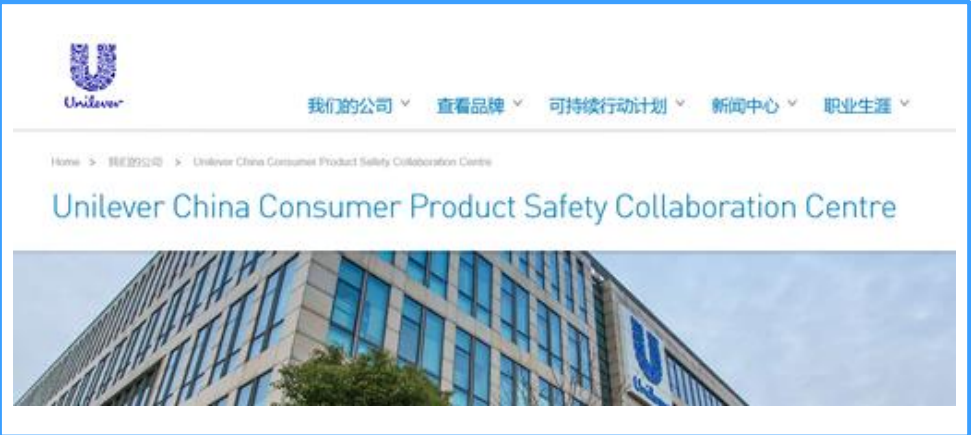 Unilever
我们的公司 查看品牌 可持续行动计划 新闻中心 职业生涯
Home > 我们的公司 > Unilever China Consumer Product Safety Collaboration Centre
Unilever China Consumer Product Safety Collaboration Centre
U
Unilever